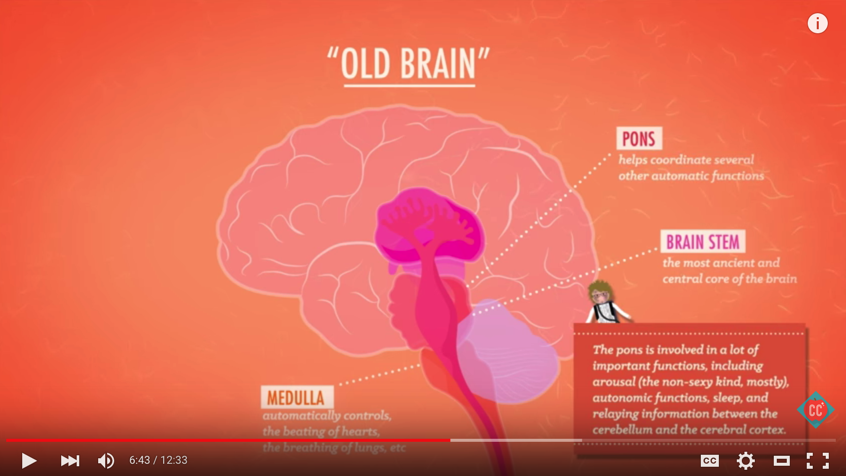 “OLD BRAIN”
PONS
helps coordinate several
other automatic functions
BRAIN STEM
the most ancient and
central core of the brain
The pons is involved in a lot of
important functions, including
arousal (the non-sexy kind, mostly),
autonomic functions, sleep, and
relaying information between the
cerebellum and the cerebral cortex.
MEDULLA
automatically controls,
the beating of hearts,
the breathing of lungs, etc
CC
6:43 / 12:33
CC
i